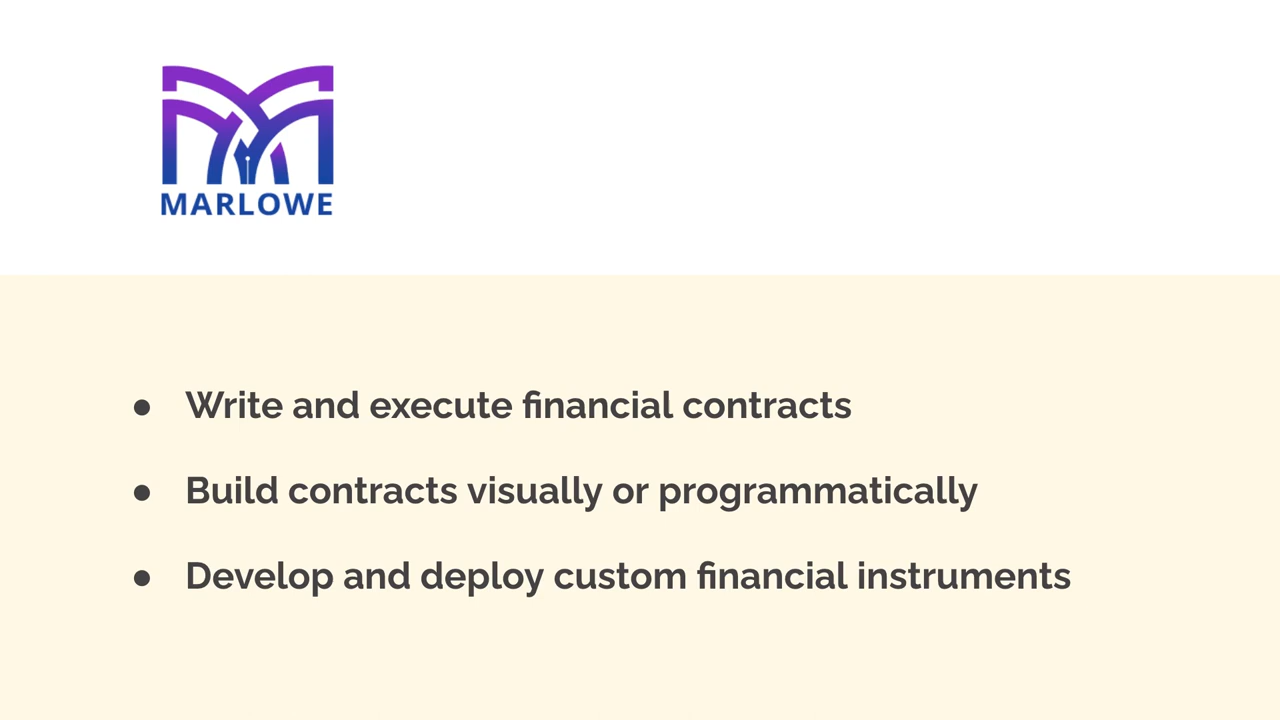 MARLOWE
● Write and execute financial contracts
● Build contracts visually or programmatically
● Develop and deploy custom financial instruments